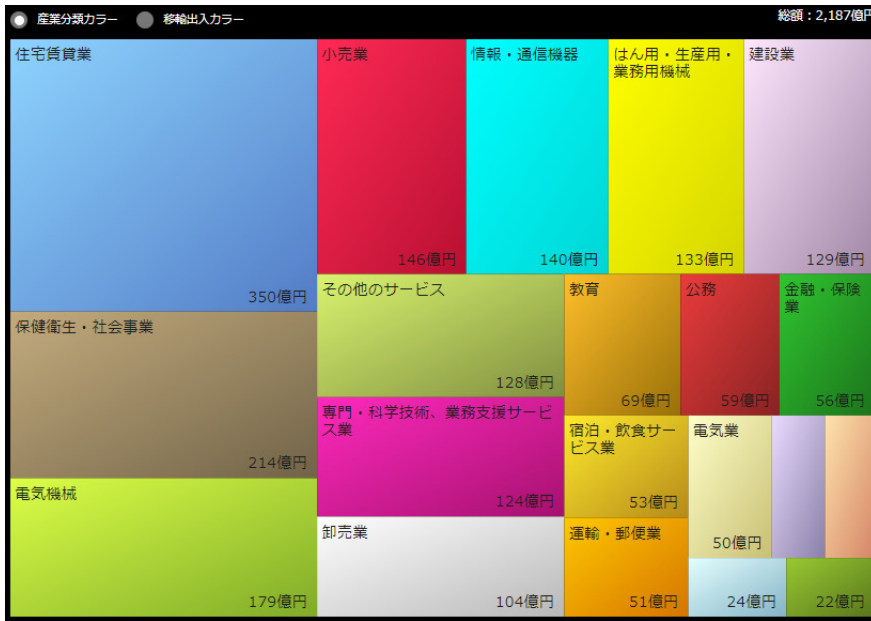 産業分類カラー
移輸出入カラー
総額：2,187億円
住宅賃貸業
350億円
保健衛生・社会事業
214億円
電気機械
179億円
小売業
146億円
情報・通信機器
140億円
はん用・生産用・
業務用機械
133億円
建設業
129億円
その他のサービス
128億円
専門・科学技術、業務支援サービ
ス業
124億円
卸売業
104億円
教育
69億円
公務
59億円
金融・保険
業
56億円
宿泊・飲食サー
ビス業
53億円
運輸・郵便業
51億円
電気業
50億円
24億円
22億円